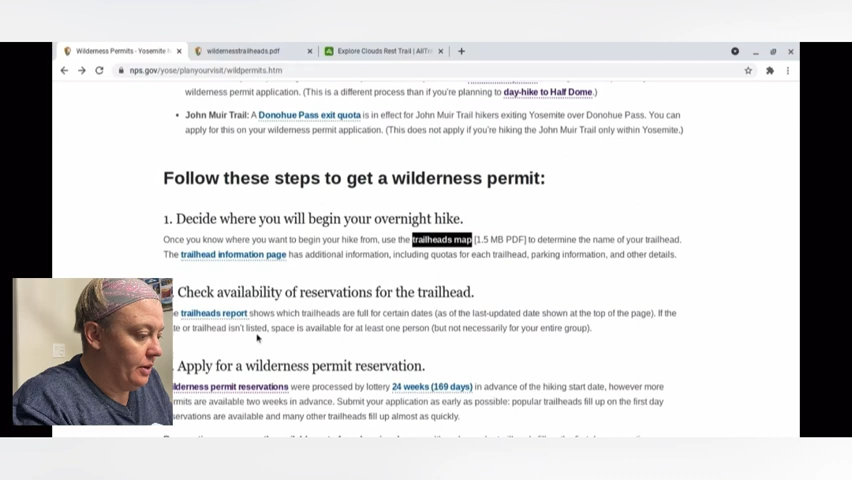 Wilderness Permits - Yosemite
wildernesstrailheads.pdf
Explore Clouds Rest Trail | AllTr
nps.gov/yose/planyourvisit/wildpermits.htm
wilderness permit application. (This is a different process than if you're planning to day-hike to Half Dome.)
• John Muir Trail: A Donohue Pass exit quota is in effect for John Muir Trail hikers exiting Yosemite over Donohue Pass. You can
apply for this on your wilderness permit application. (This does not apply if you're hiking the John Muir Trail only within Yosemite.)
Follow these steps to get a wilderness permit:
1. Decide where you will begin your overnight hike.
Once you know where you want to begin your hike from, use the trailheads map [1.5 MB PDF] to determine the name of your trailhead.
The trailhead information page has additional information, including quotas for each trailhead, parking information, and other details.
Check availability of reservations for the trailhead.
trailheads report shows which trailheads are full for certain dates (as of the last-updated date shown at the top of the page). If the
or trailhead isn't listed, space is available for at least one person (but not necessarily for your entire group).
Apply for a wilderness permit reservation.
lderness permit reservations were processed by lottery 24 weeks (169 days) in advance of the hiking start date, however more
mits are available two weeks in advance. Submit your application as early as possible: popular trailheads fill up on the first day
servations are available and many other trailheads fill up almost as quickly.